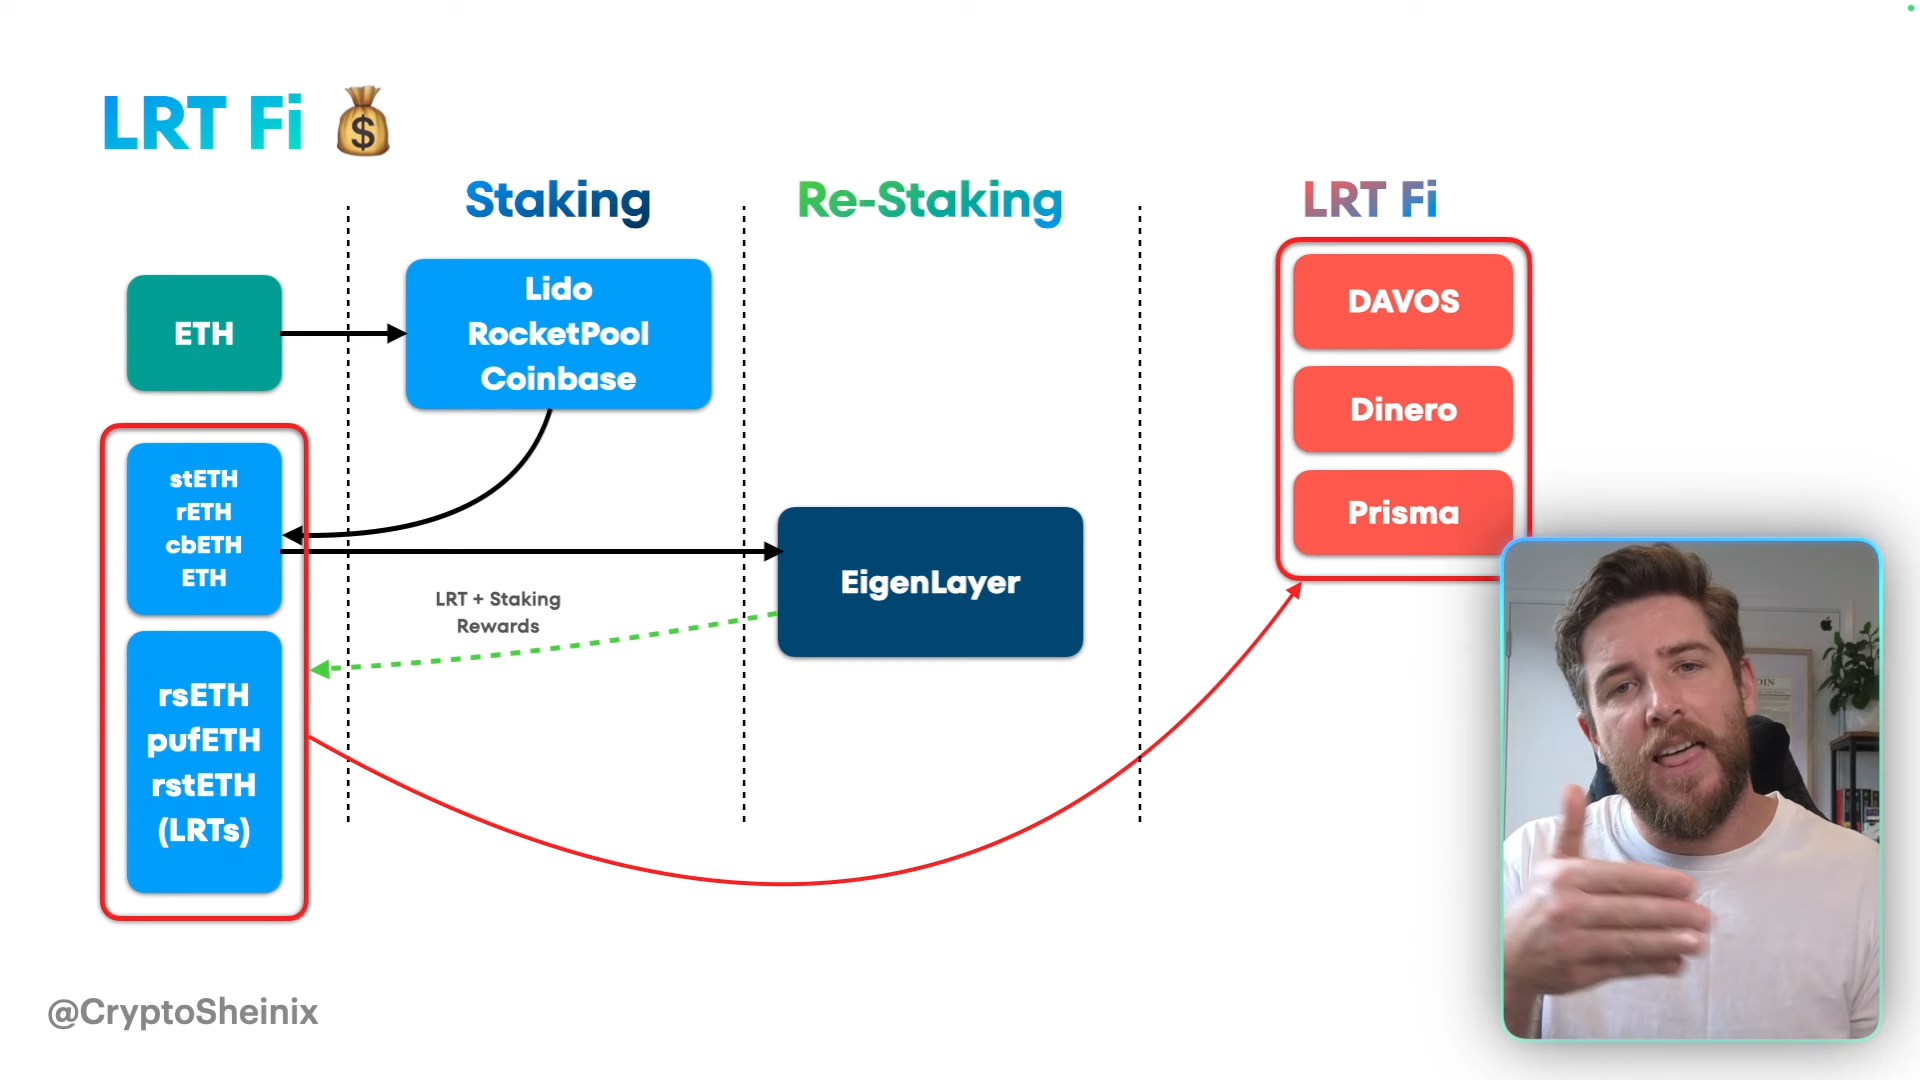 LRT Fi
Staking
Re-Staking
LRT Fi
ETH
Lido
RocketPool
Coinbase
DAVOS
Dinero
Prisma
stETH
rETH
cbETH
ETH
EigenLayer
LRT + Staking
Rewards
rsETH
pufETH
rstETH
(LRTs)
@CryptoSheinix